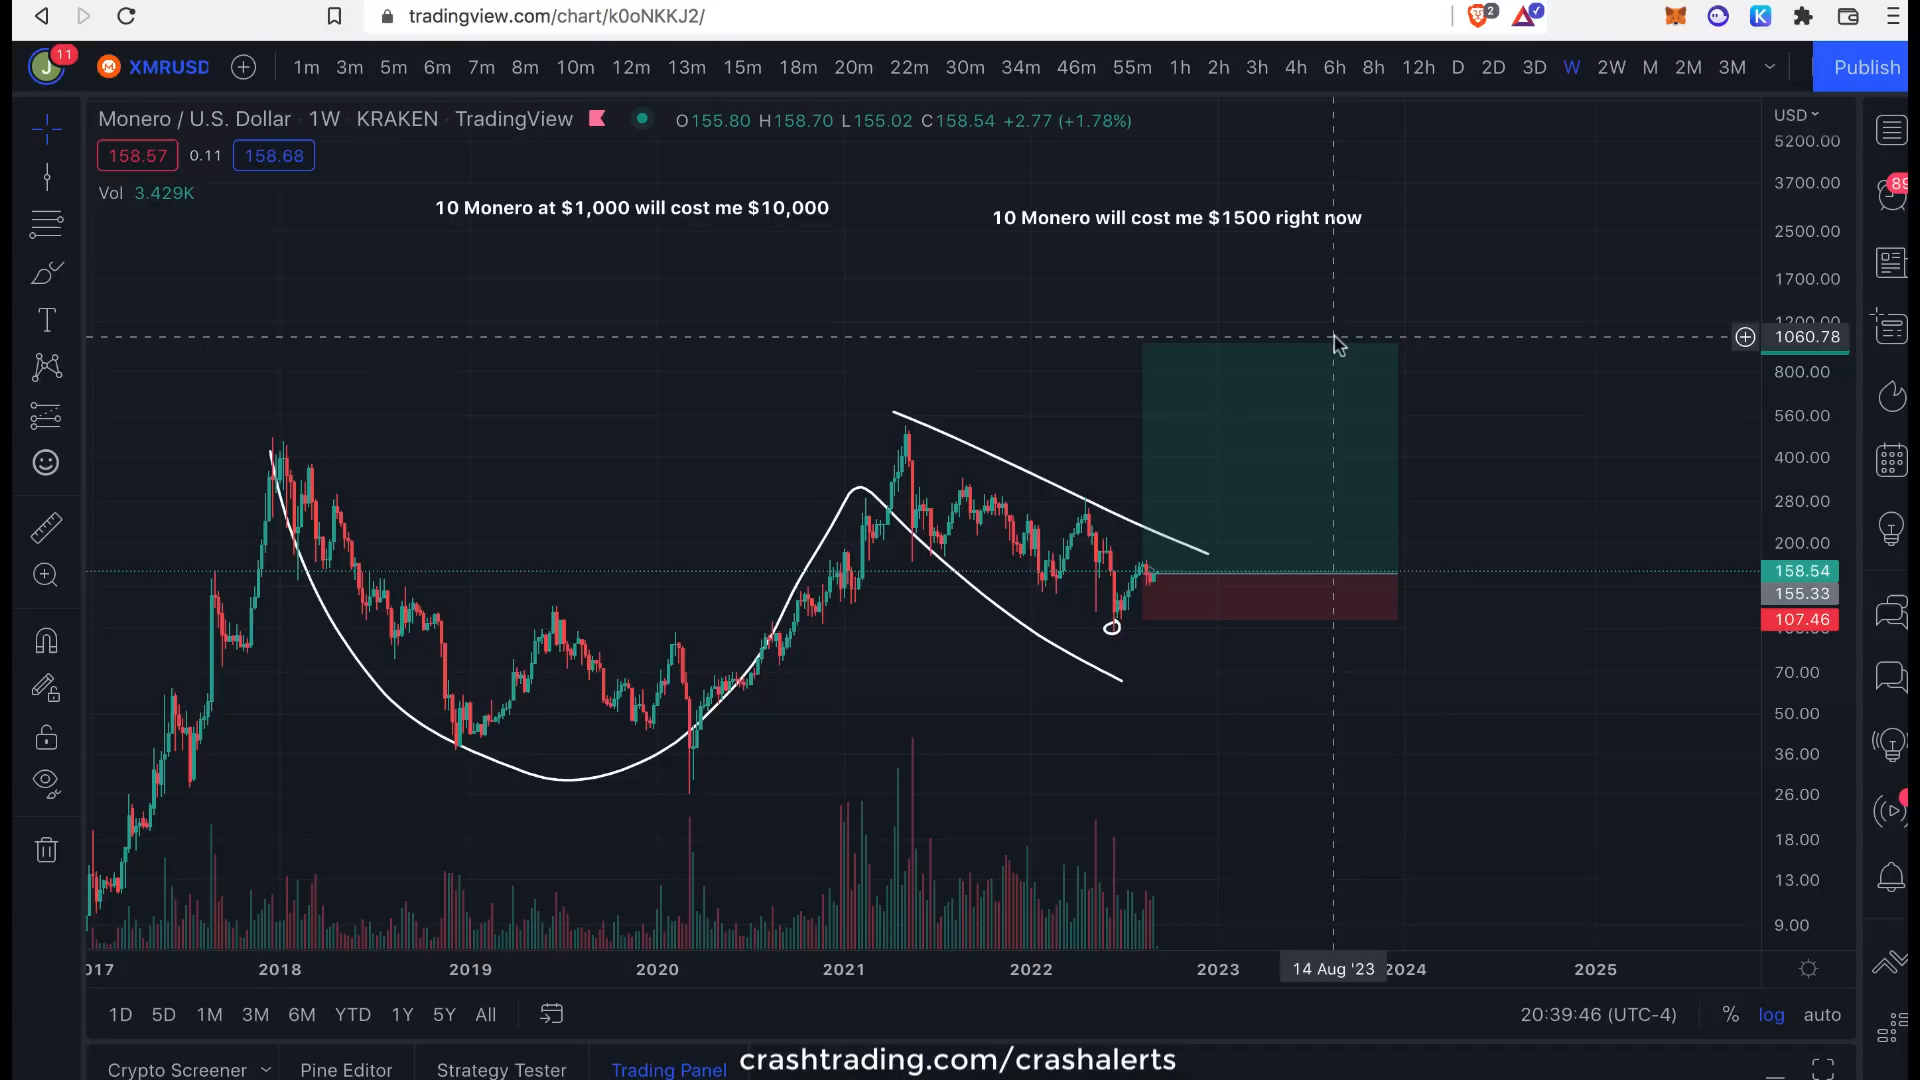 tradingview.com/chart/k0oNKKJ2/
2
J
11
XMRUSD
1m 3m 5m 6m 7m 8m 10m 12m 13m 15m 18m 20m 22m 30m 34m 46m 55m 1h 2h 3h 4h 6h 8h 12h D 2D 3D W 2W M 2M 3M
Publish
Monero / U.S. Dollar 1W KRAKEN TradingView
O155.80 H158.70 L155.02 C158.54 +2.77 (+1.78%)
USD
158.57 0.11 158.68
Vol 3.429K
10 Monero at $1,000 will cost me $10,000
10 Monero will cost me $1500 right now
5200.00
3700.00
2500.00
1700.00
1200.00
1060.78
800.00
560.00
400.00
280.00
200.00
158.54
155.33
107.46
70.00
50.00
36.00
26.00
18.00
13.00
9.00
89
017 2018 2019 2020 2021 2022 2023 14 Aug '23 2024 2025
1D 5D 1M 3M 6M YTD 1Y 5Y All
20:39:46 (UTC-4) % log auto
Crypto Screener Pine Editor Strategy Tester Trading Panel
crashtrading.com/crashalerts